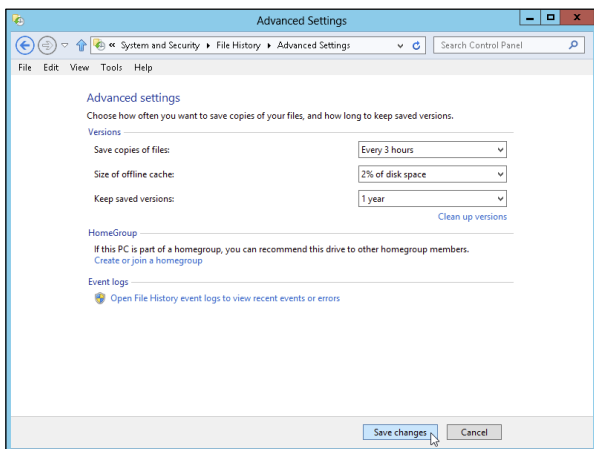 Advanced Settings
« System and Security ▸ File History ▸ Advanced Settings
Search Control Panel
File Edit View Tools Help
Advanced settings
Choose how often you want to save copies of your files, and how long to keep saved versions.
Versions
Save copies of files: Every 3 hours
Size of offline cache: 2% of disk space
Keep saved versions: 1 year
Clean up versions
HomeGroup
If this PC is part of a homegroup, you can recommend this drive to other homegroup members.
Create or join a homegroup
Event logs
Open File History event logs to view recent events or errors
Save changes Cancel